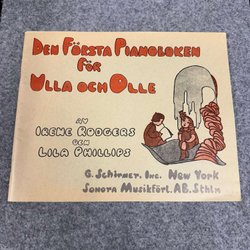 DEN FÖRSTA PIANOBOKEN
FÖR
ULLA OCH OLLE
AV
IRENE RODGERS
OCH
LILA PHILLIPS
G. SCHIRMER, INC. NEW YORK
SONORA MUSIKFÖRL. AB. STHLM